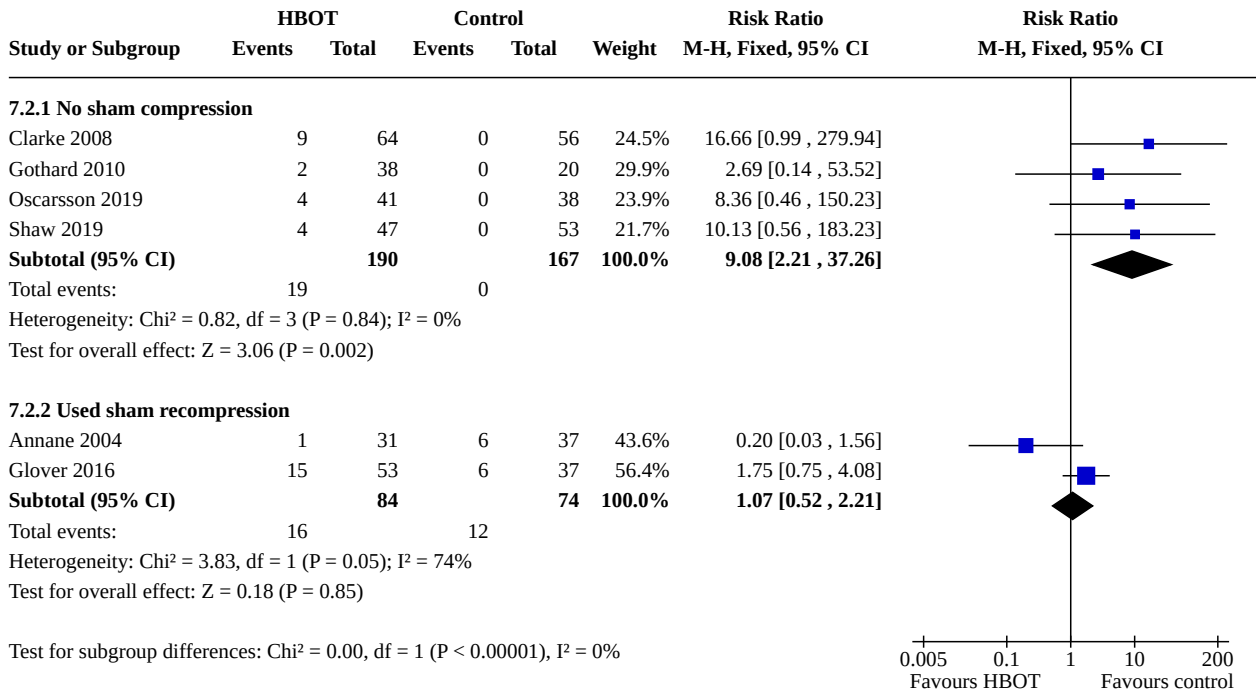 HBOT Control Risk Ratio Risk Ratio
Study or Subgroup Events Total Events Total Weight M-H, Fixed, 95% CI M-H, Fixed, 95% CI
7.2.1 No sham compression
Clarke 2008 9 64 0 56 24.5% 16.66 [0.99 , 279.94]
Gothard 2010 2 38 0 20 29.9% 2.69 [0.14 , 53.52]
Oscarsson 2019 4 41 0 38 23.9% 8.36 [0.46 , 150.23]
Shaw 2019 4 47 0 53 21.7% 10.13 [0.56 , 183.23]
Subtotal (95% CI) 190 167 100.0% 9.08 [2.21 , 37.26]
Total events: 19 0
Heterogeneity: Chi² = 0.82, df = 3 (P = 0.84); I² = 0%
Test for overall effect: Z = 3.06 (P = 0.002)
7.2.2 Used sham recompression
Annane 2004 1 31 6 37 43.6% 0.20 [0.03 , 1.56]
Glover 2016 15 53 6 37 56.4% 1.75 [0.75 , 4.08]
Subtotal (95% CI) 84 74 100.0% 1.07 [0.52 , 2.21]
Total events: 16 12
Heterogeneity: Chi² = 3.83, df = 1 (P = 0.05); I² = 74%
Test for overall effect: Z = 0.18 (P = 0.85)
Test for subgroup differences: Chi² = 0.00, df = 1 (P < 0.00001), I² = 0%
0.005 0.1 1 10 200
Favours HBOT Favours control